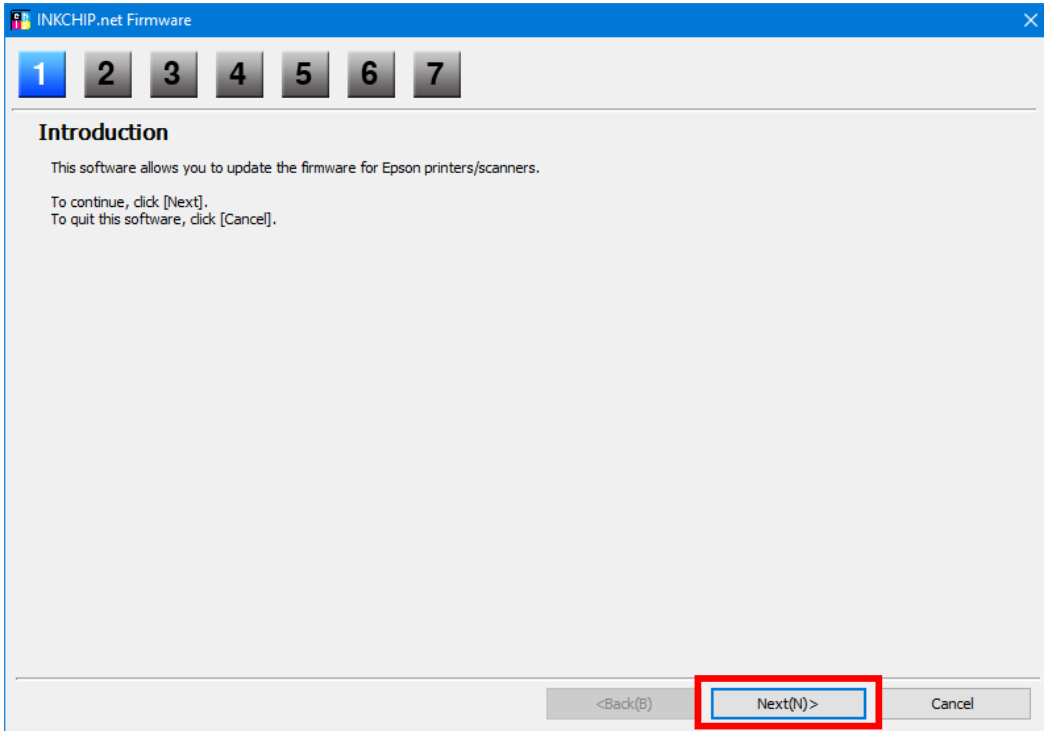 INKCHIP.net Firmware
1 2 3 4 5 6 7
Introduction
This software allows you to update the firmware for Epson printers/scanners.
To continue, click [Next].
To quit this software, click [Cancel].
<Back(B) Next(N)> Cancel